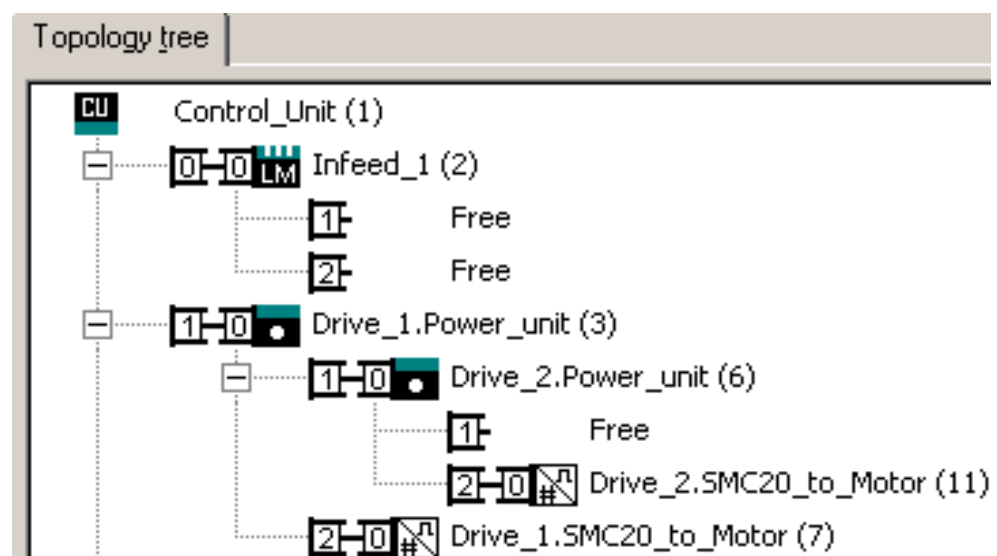 Topology tree
CU Control_Unit (1)
0 0 LM Infeed_1 (2)
1 Free
2 Free
1 0 Drive_1.Power_unit (3)
1 0 Drive_2.Power_unit (6)
1 Free
2 0 # Drive_2.SMC20_to_Motor (11)
2 0 # Drive_1.SMC20_to_Motor (7)